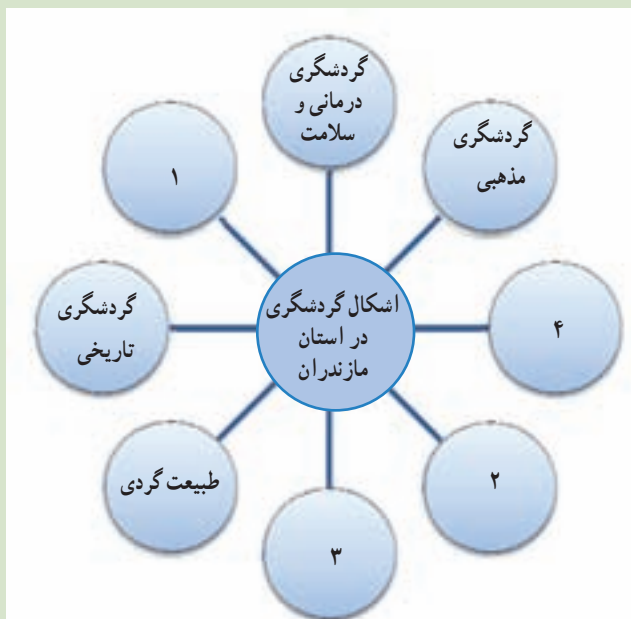 گردشگری
درمانی و
سلامت
گردشگری
مذهبی
۴
۲
۳
طبیعت گردی
گردشگری
تاریخی
۱
اشکال گردشگری
در استان
مازندران